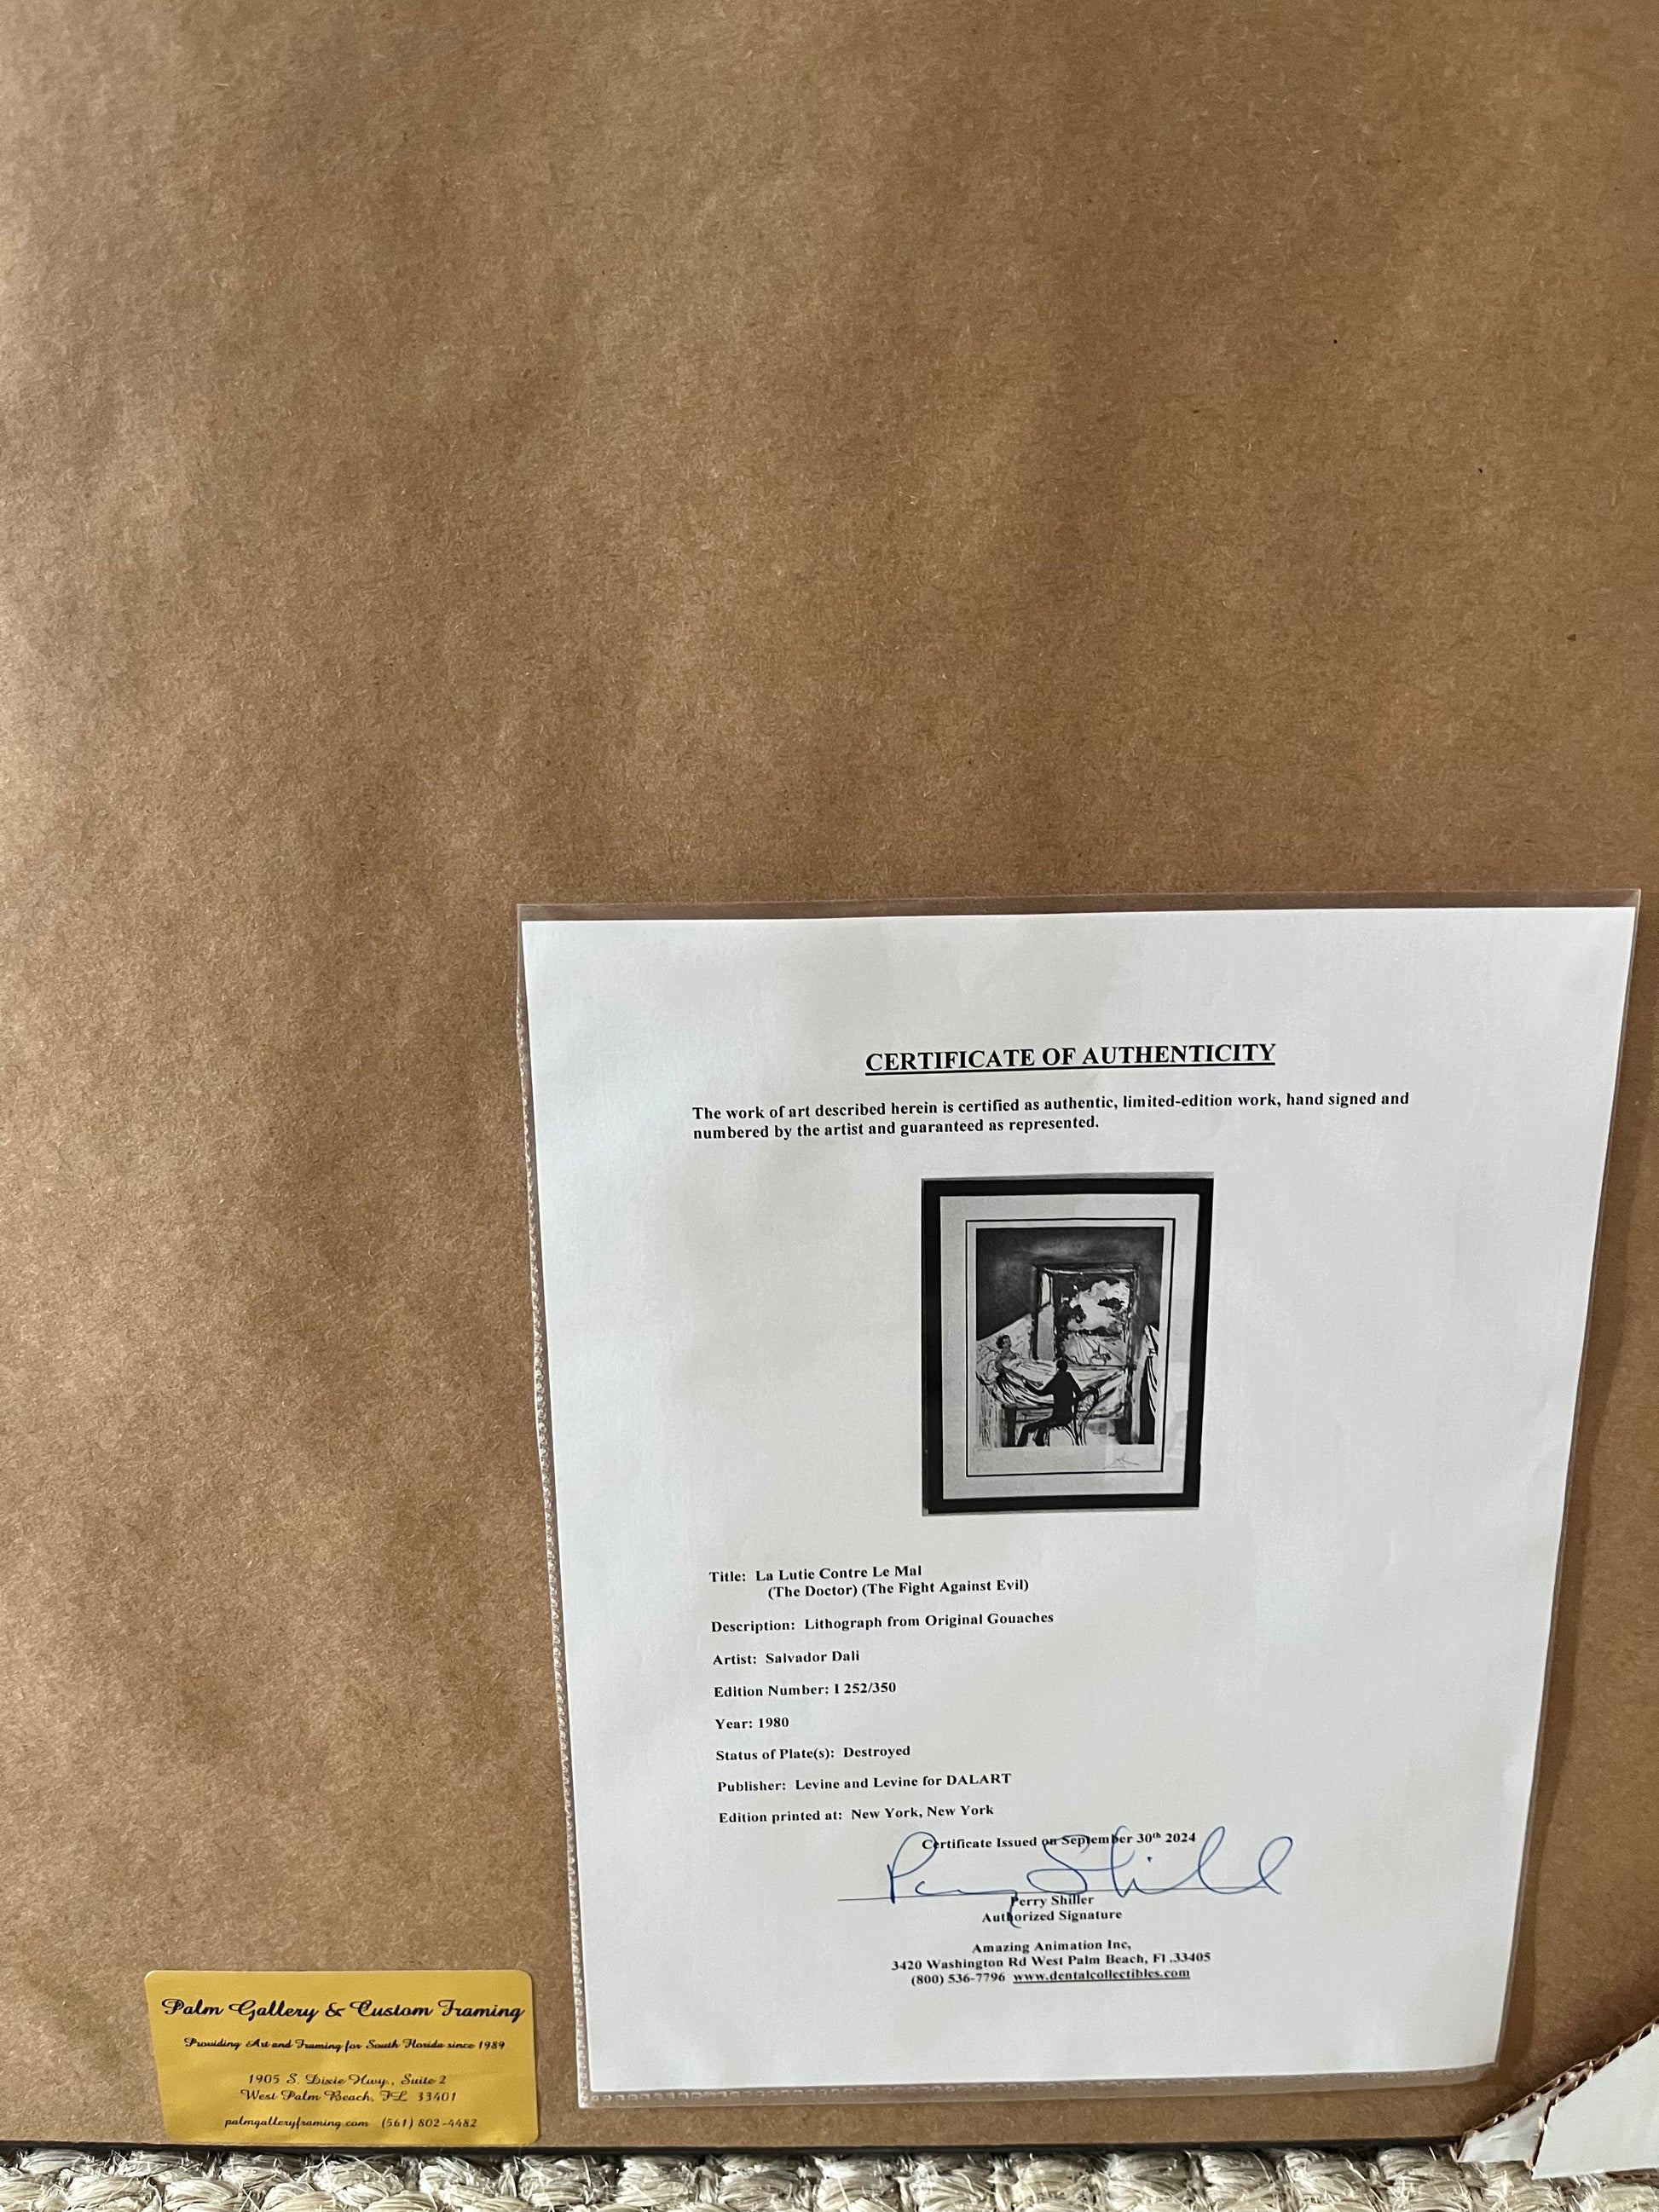 CERTIFICATE OF AUTHENTICITY
The work of art described herein is certified as authentic, limited-edition work, hand signed and
numbered by the artist and guaranteed as represented.
Title: La Lutie Contre Le Mal
(The Doctor) (The Fight Against Evil)
Description: Lithograph from Original Gouaches
Artist: Salvador Dali
Edition Number: I 252/350
Year: 1980
Status of Plate(s): Destroyed
Publisher: Levine and Levine for DALART
Edition printed at: New York, New York
Certificate Issued on September 30th 2024
Perry Shiller
Perry Shiller
Authorized Signature
Amazing Animation Inc,
3420 Washington Rd West Palm Beach, Fl .33405
(800) 536-7796 www.dentalcollectibles.com
Palm Gallery & Custom Framing
Providing Art and Framing for South Florida since 1989
1905 S. Dixie Hwy., Suite 2
West Palm Beach, FL 33401
palmgalleryframing.com (561) 802-4482